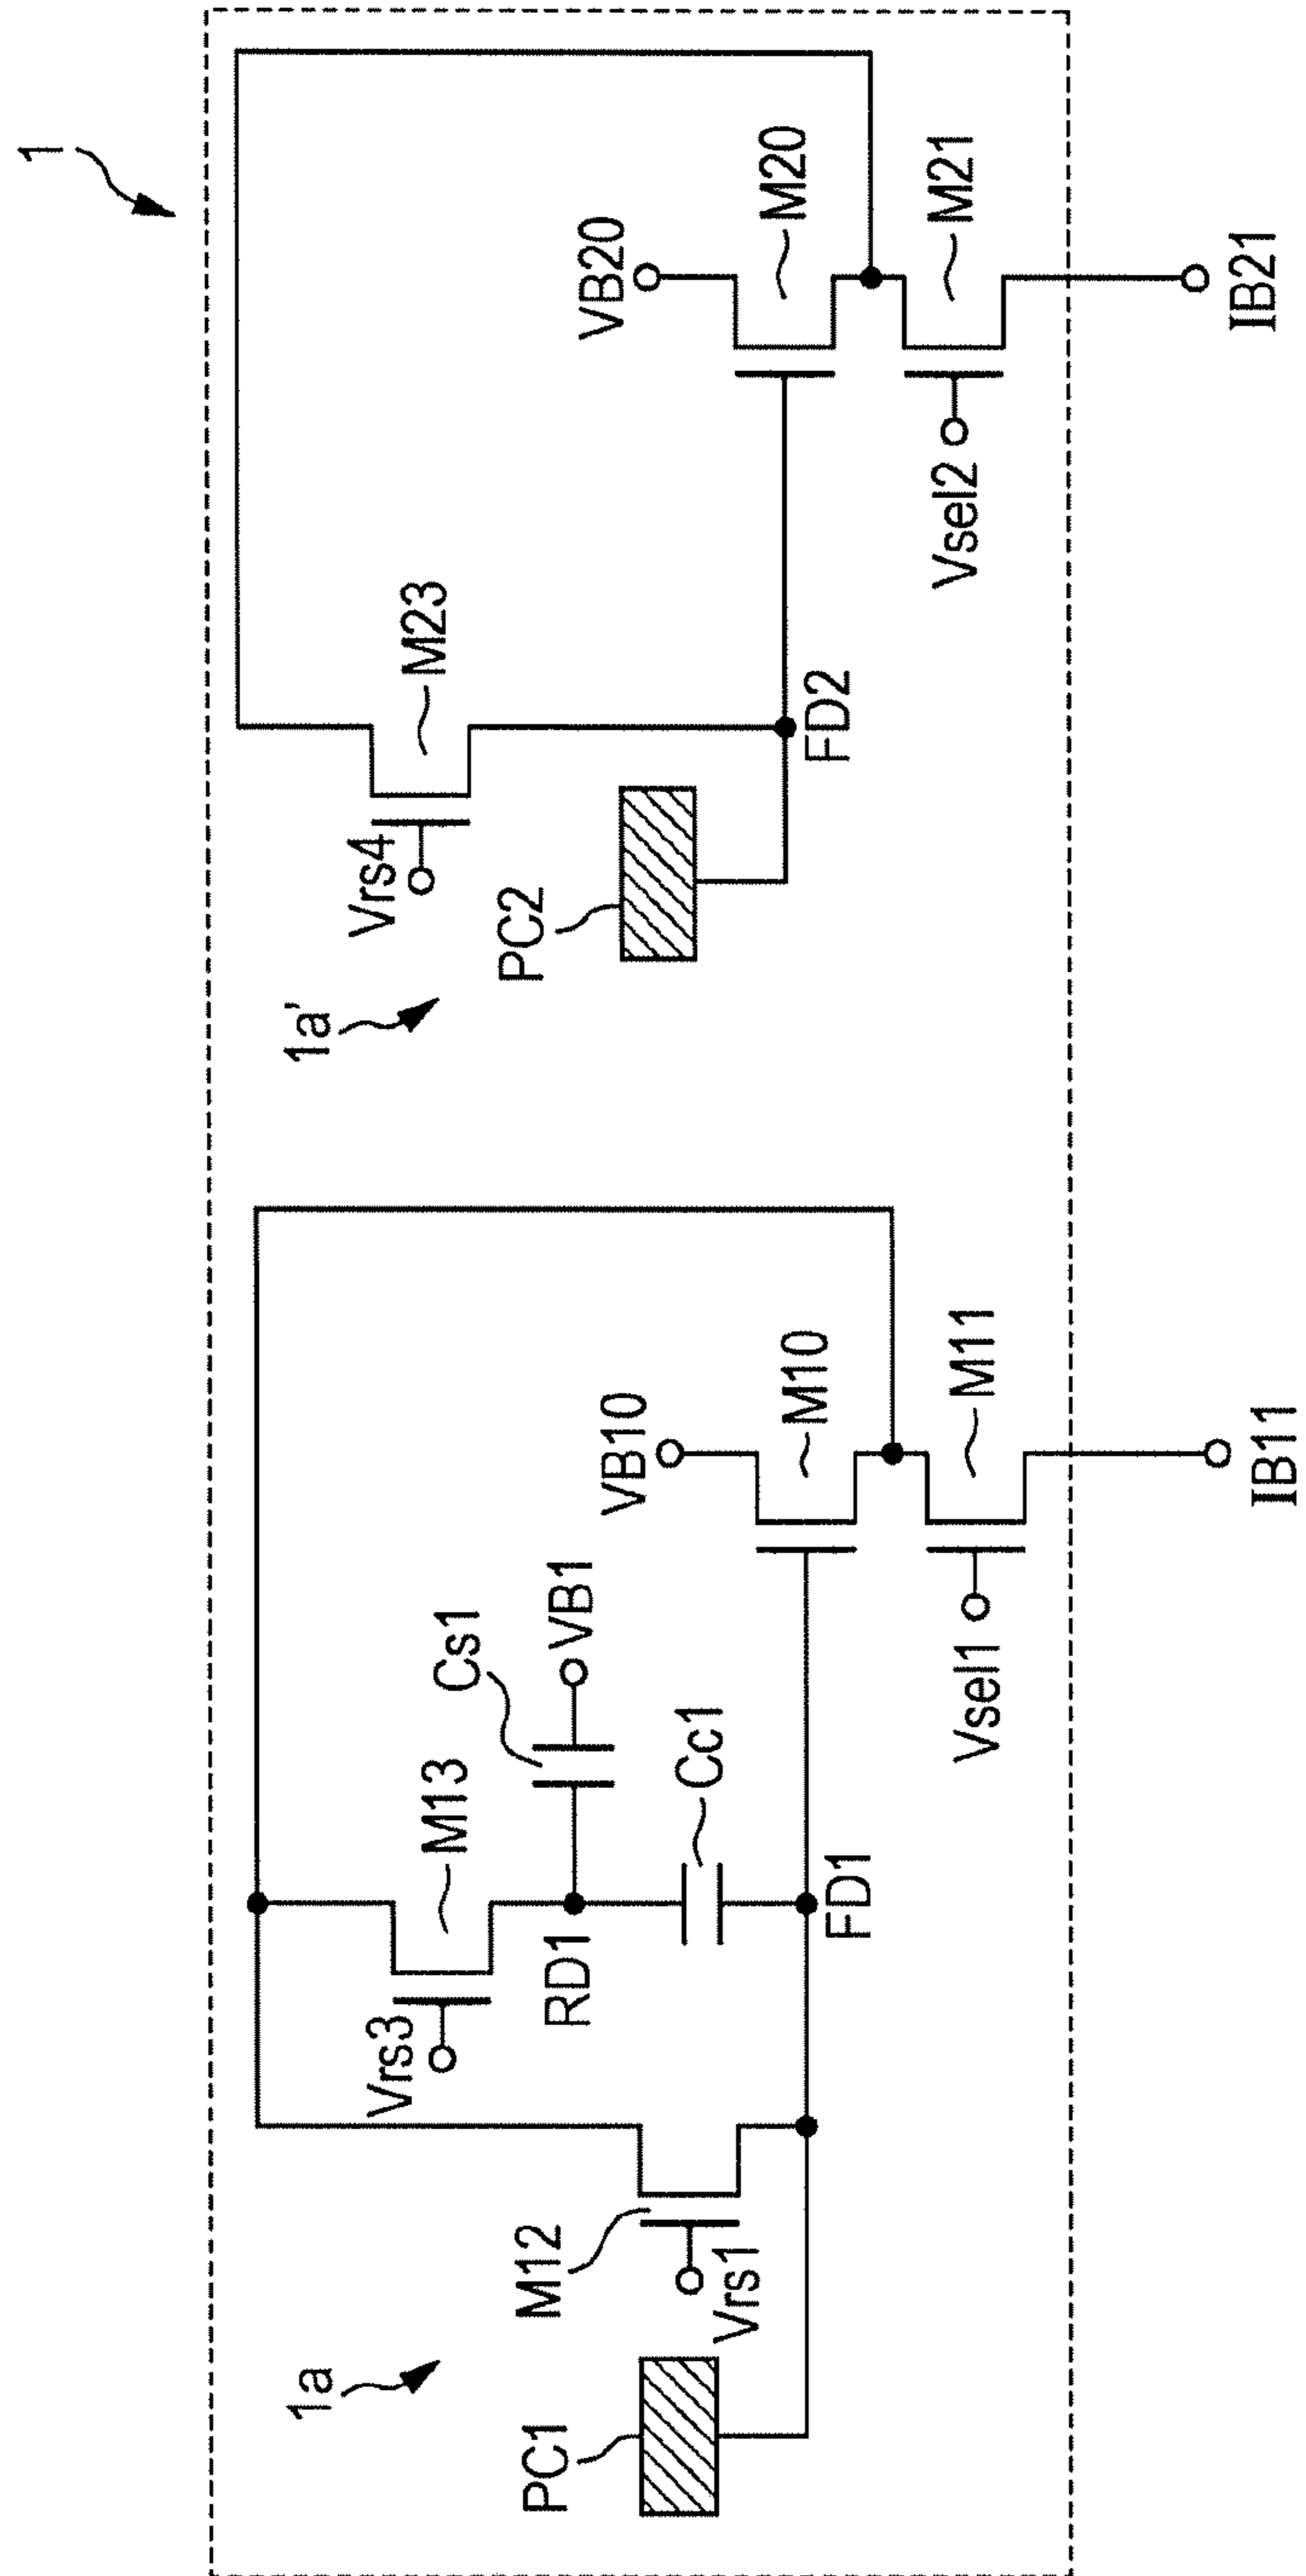 1
1a
PC1
M12
Vrs1
Vrs3
M13
RD1
Cs1
VB1
Cc1
FD1
VB10
M10
M11
Vsel1
IB11
1a'
PC2
Vrs4
M23
FD2
VB20
M20
M21
Vsel2
IB21